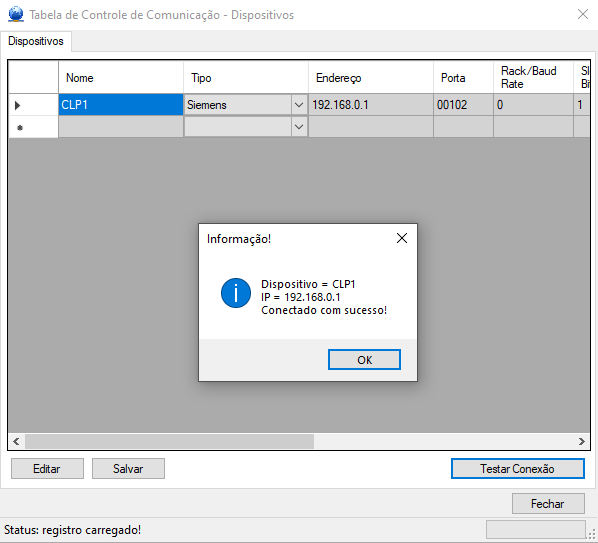 Tabela de Controle de Comunicação - Dispositivos
Dispositivos
Nome Tipo Endereço Porta Rack/Baud Rate Sl Bi
CLP1 Siemens 192.168.0.1 00102 0 1
Informação!
Dispositivo = CLP1
IP = 192.168.0.1
Conectado com sucesso!
OK
Editar Salvar Testar Conexão
Fechar
Status: registro carregado!